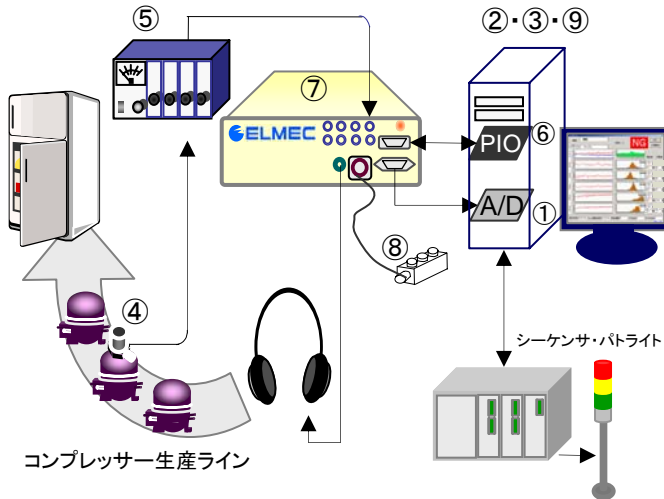 ⑤
②・③・⑨
⑦
ELMEC
PIO
⑥
NG
A/D
①
⑧
④
シーケンサ・パトライト
コンプレッサー生産ライン